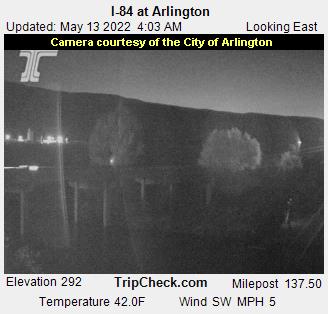 I-84 at Arlington
Updated: May 13 2022 4:03 AM Looking East
Camera courtesy of the City of Arlington
Elevation 292 TripCheck.com Milepost 137.50
Temperature 42.0F Wind SW MPH 5